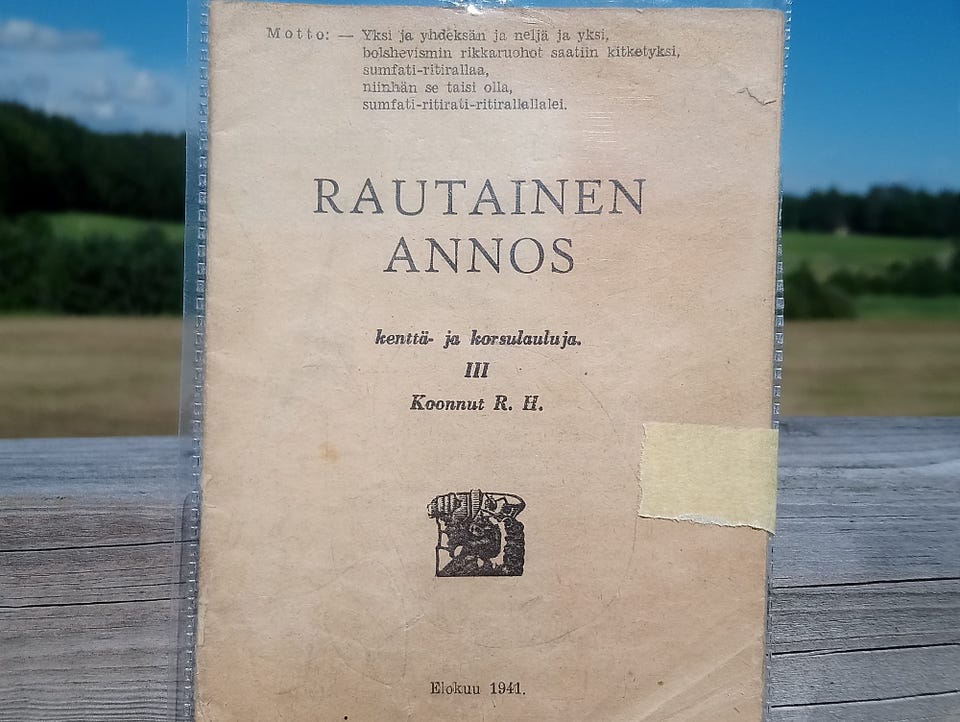 Motto: — Yksi ja yhdeksän ja neljä ja yksi,
bolshevismin rikkaruohot saatiin kitketyksi,
sumfati-ritirallaa,
niinhän se taisi olla,
sumfati-ritirati-ritirallallalei.
RAUTAINEN
ANNOS
kenttä- ja korsulauluja.
III
Koonnut R. H.
Elokuu 1941.